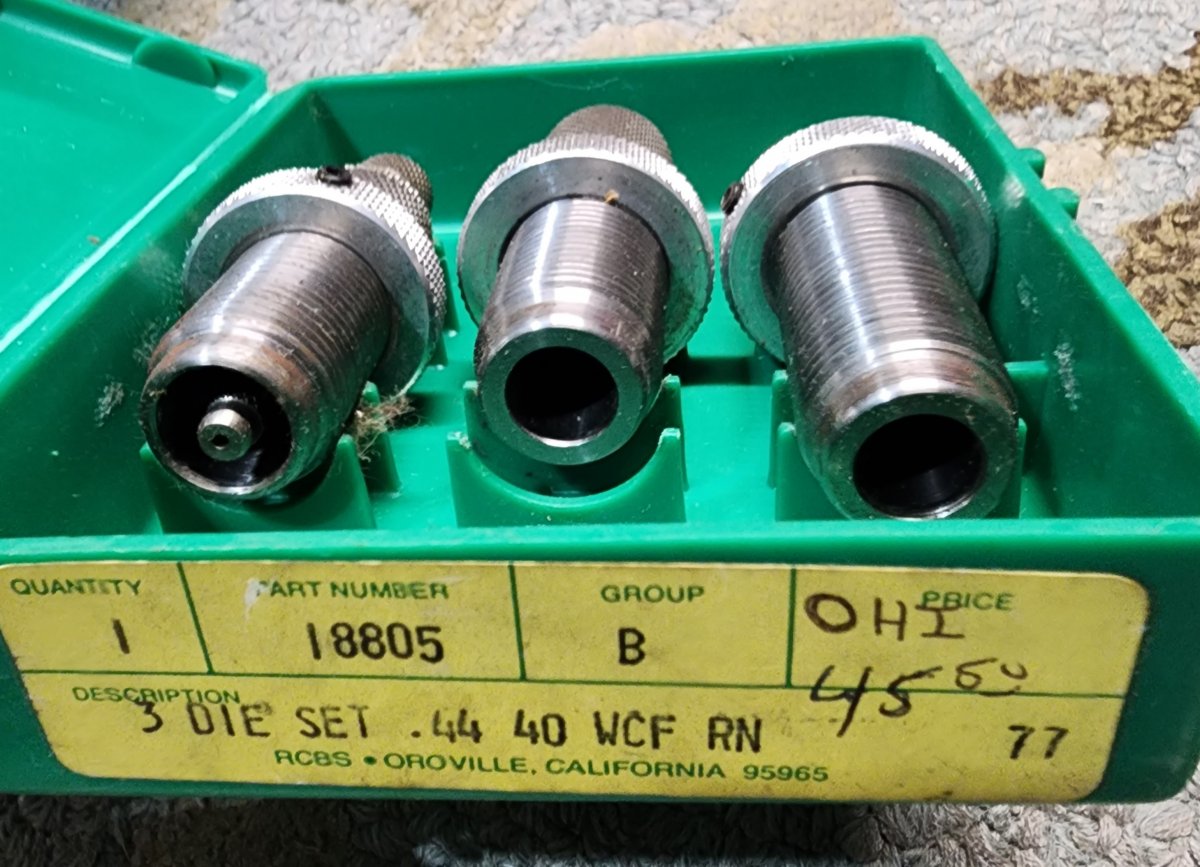 QUANTITY PART NUMBER GROUP PRICE
1 18805 B OHI
45 50
DESCRIPTION
3 DIE SET .44 40 WCF RN 77
RCBS • OROVILLE, CALIFORNIA 95965